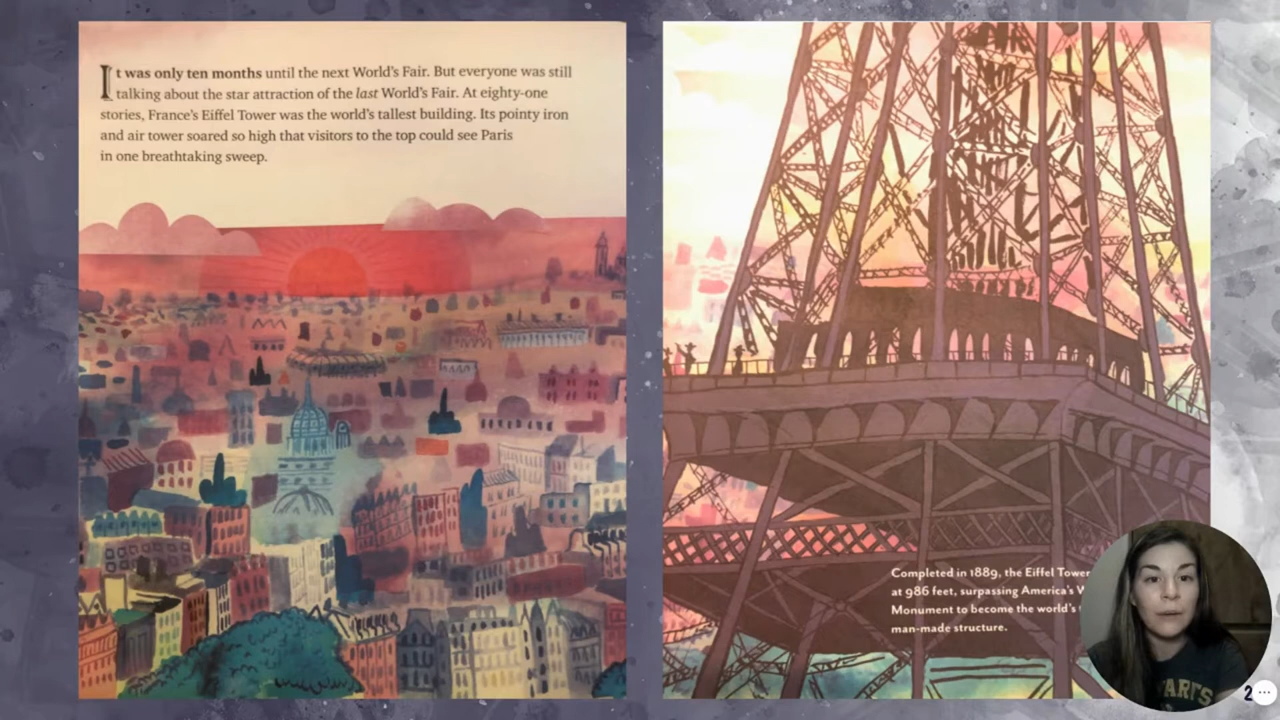 It was only ten months until the next World's Fair. But everyone was still
talking about the star attraction of the last World's Fair. At eighty-one
stories, France's Eiffel Tower was the world's tallest building. Its pointy iron
and air tower soared so high that visitors to the top could see Paris
in one breathtaking sweep.
Completed in 1889, the Eiffel Tower
at 986 feet, surpassing America's
Monument to become the world's
man-made structure.
2